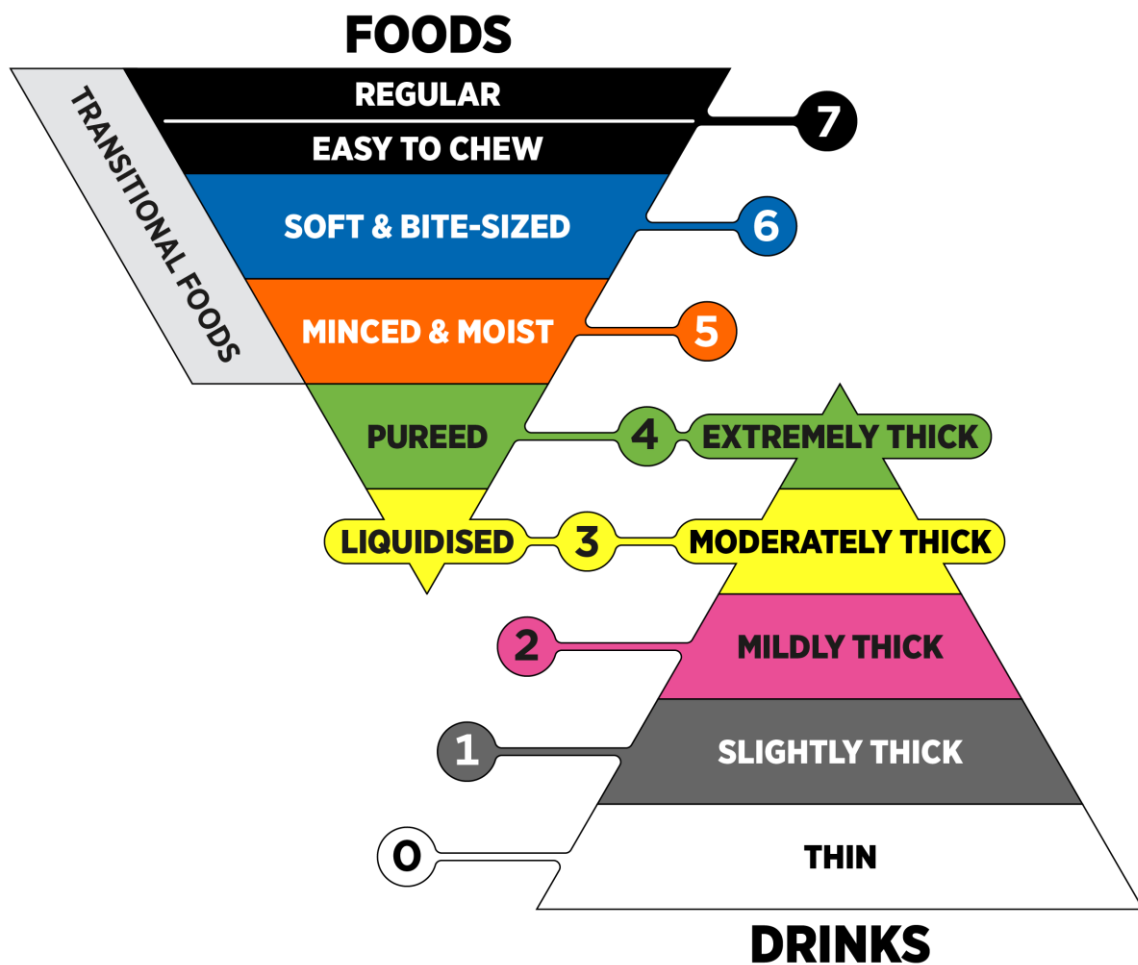 FOODS
REGULAR
7
EASY TO CHEW
TRANSITIONAL FOODS
SOFT & BITE-SIZED
6
MINCED & MOIST
5
PUREED
4
EXTREMELY THICK
LIQUIDISED
3
MODERATELY THICK
2
MILDLY THICK
1
SLIGHTLY THICK
0
THIN
DRINKS